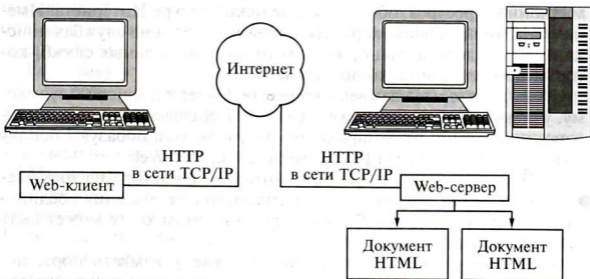 Интернет
HTTP
в сети TCP/IP
HTTP
в сети TCP/IP
Web-клиент
Web-сервер
Документ
HTML
Документ
HTML